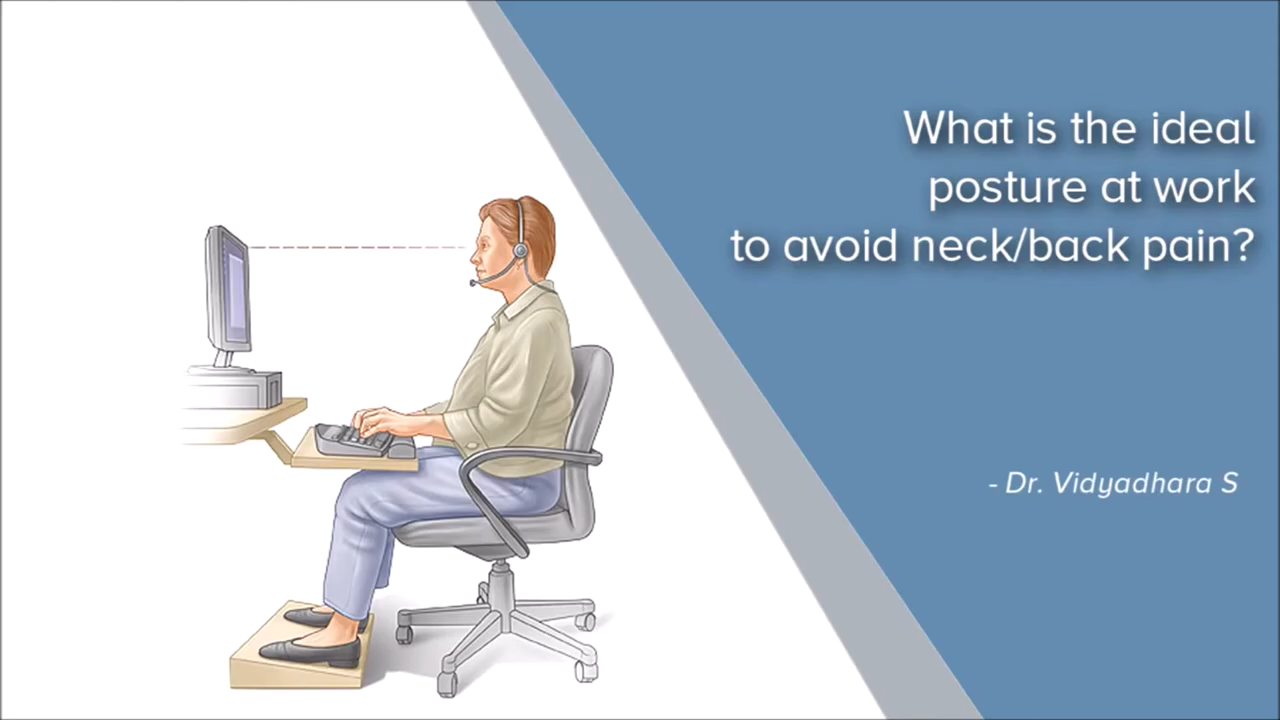 What is the ideal
posture at work
to avoid neck/back pain?
- Dr. Vidyadhara S